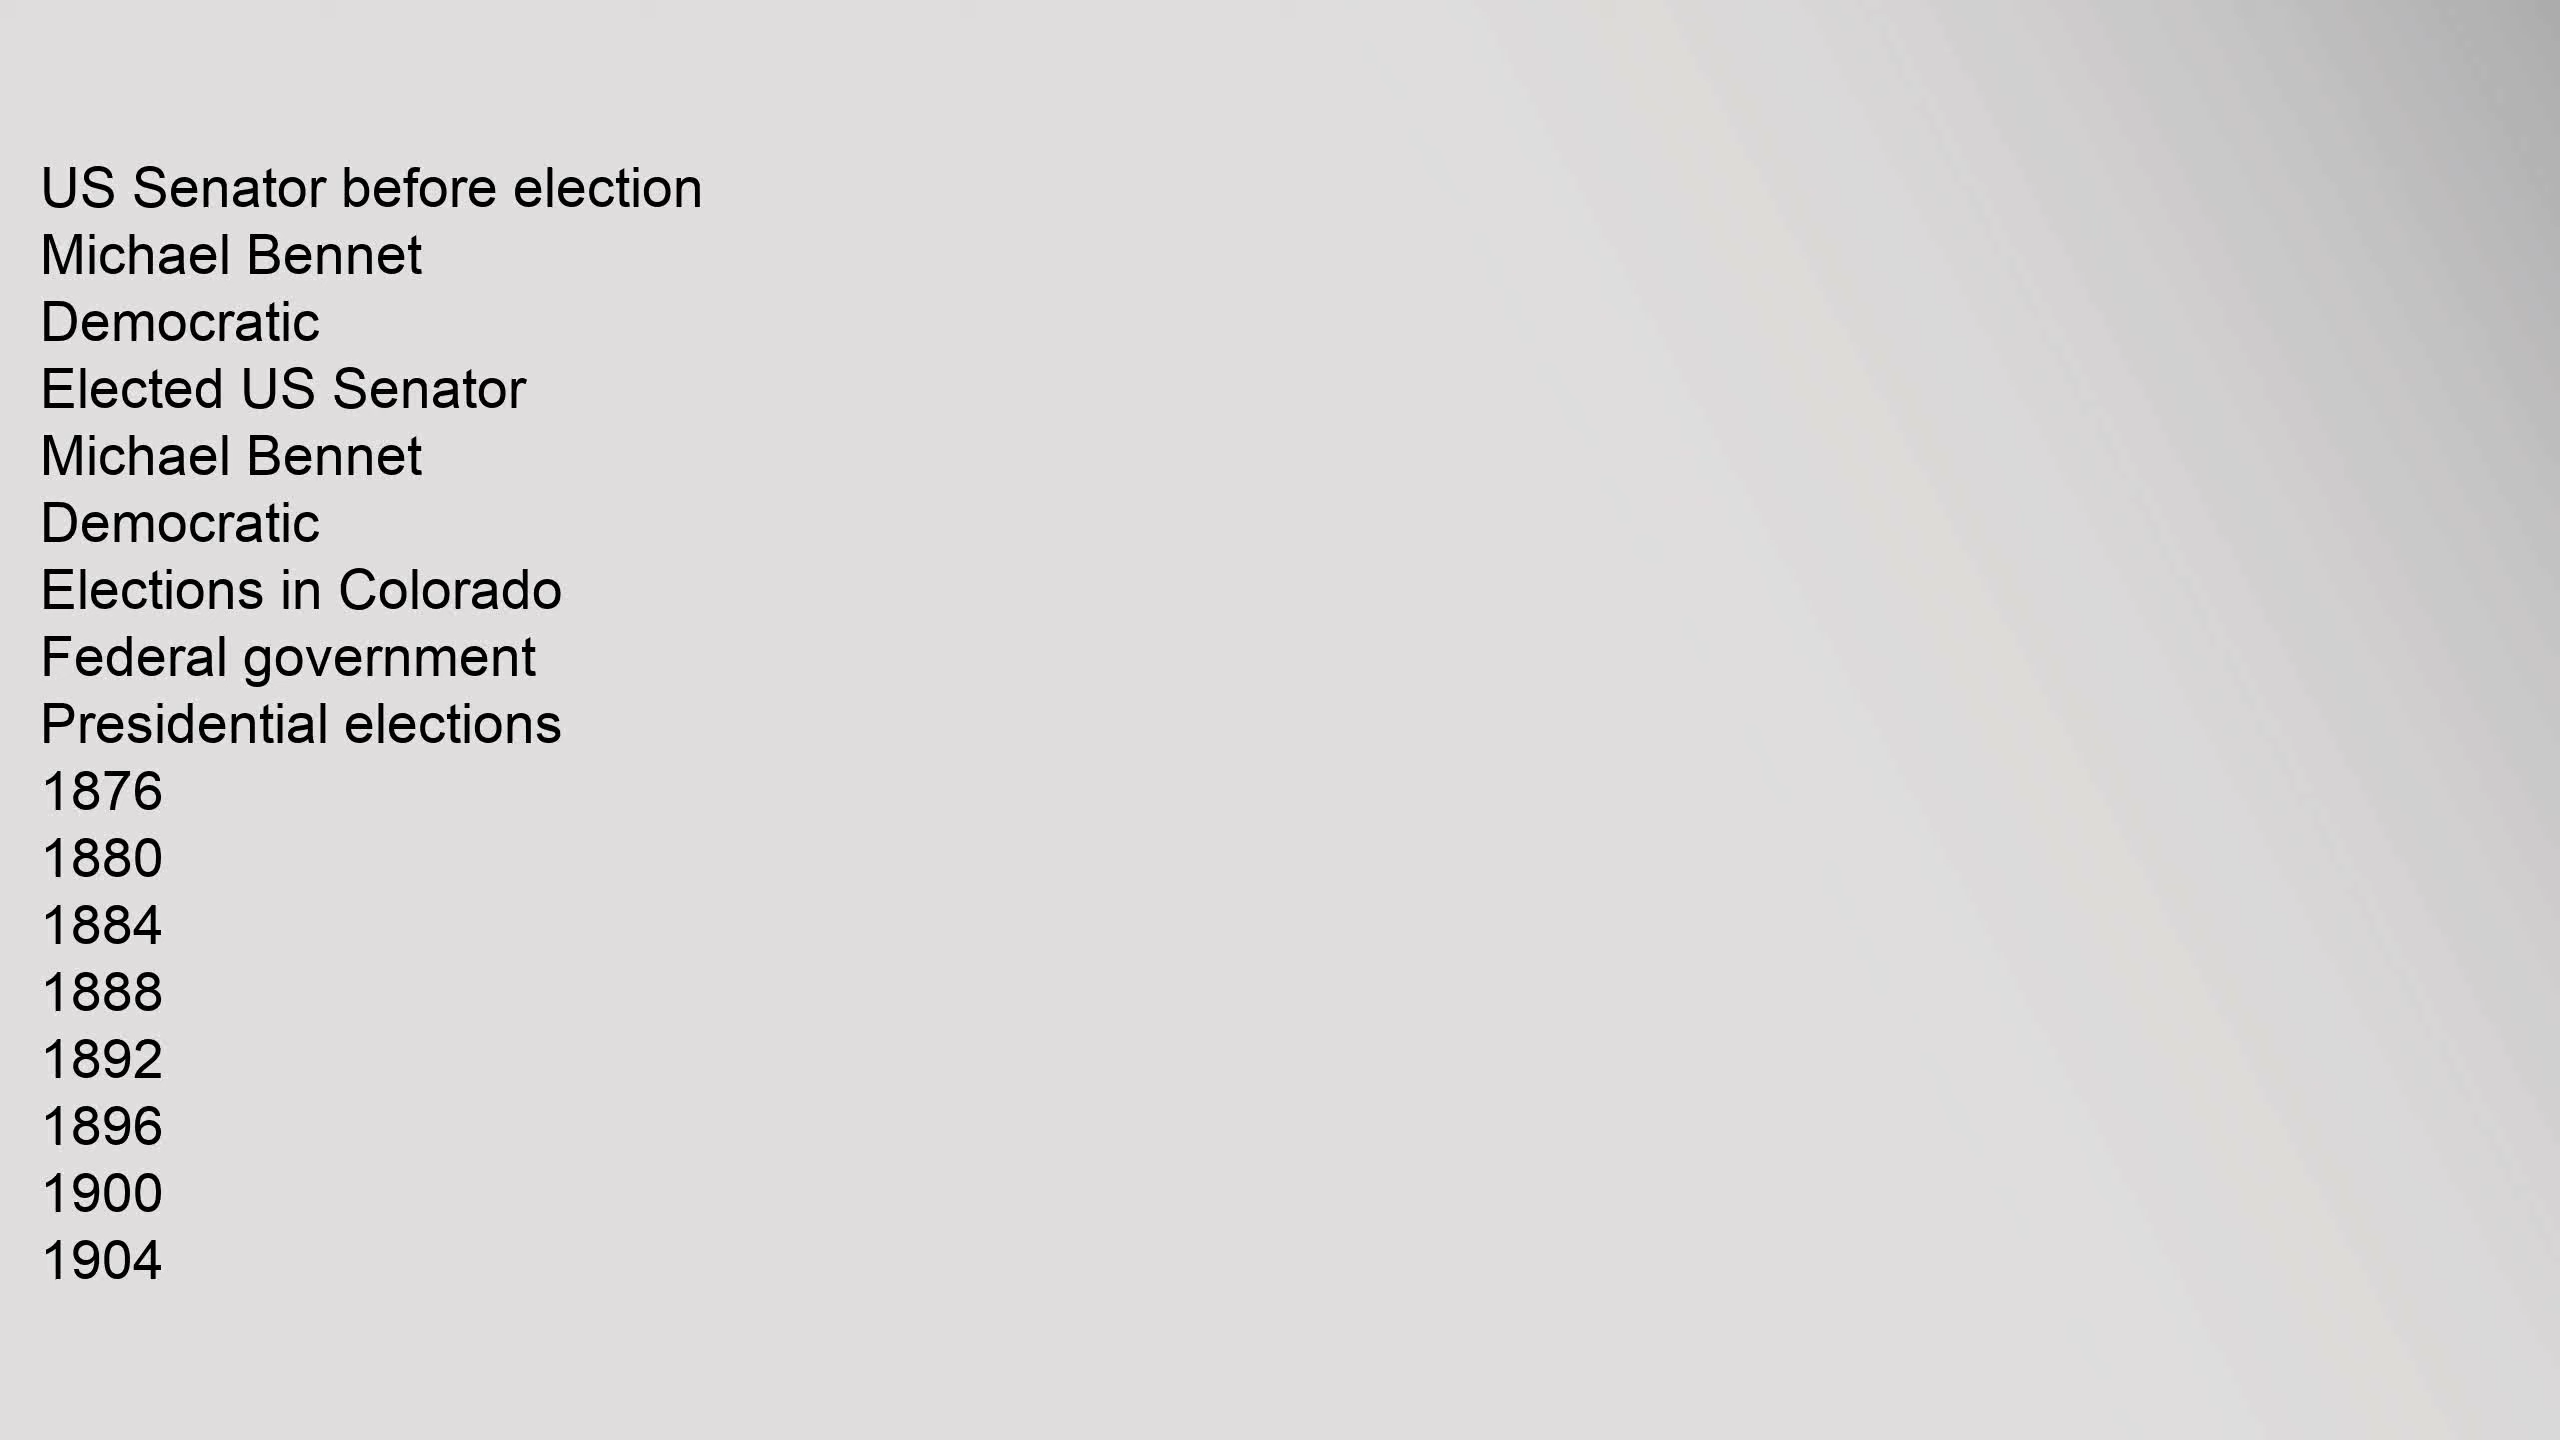 US Senator before election
Michael Bennet
Democratic
Elected US Senator
Michael Bennet
Democratic
Elections in Colorado
Federal government
Presidential elections
1876
1880
1884
1888
1892
1896
1900
1904